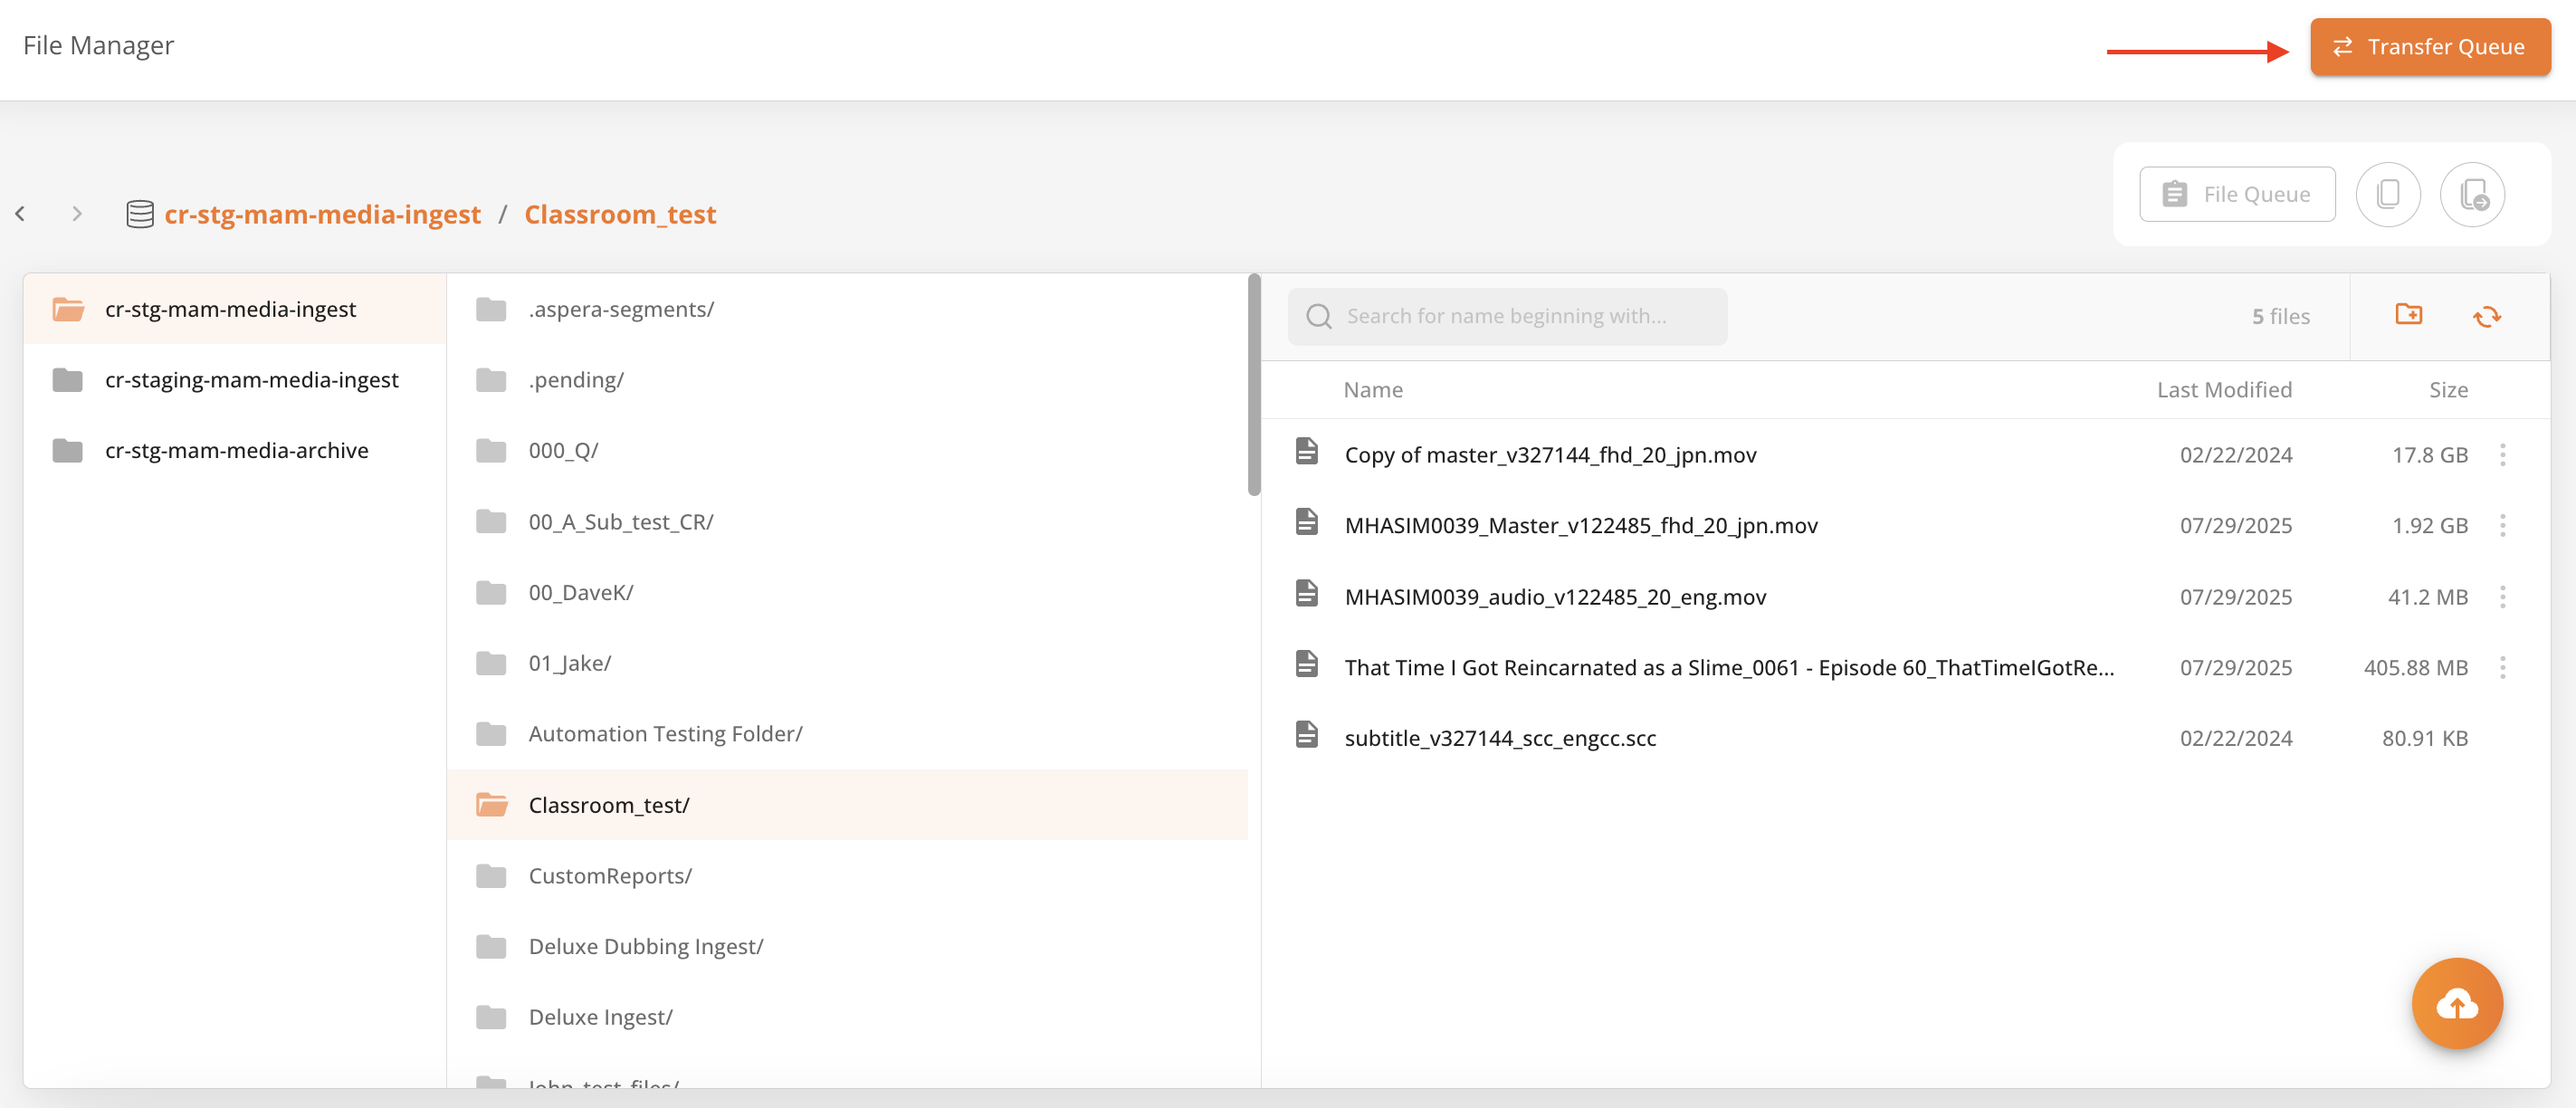 File Manager
Transfer Queue
File Queue
cr-stg-mam-media-ingest / Classroom_test
cr-stg-mam-media-ingest
cr-staging-mam-media-ingest
cr-stg-mam-media-archive
.aspera-segments/
.pending/
000_Q/
00_A_Sub_test_CR/
00_DaveK/
01_Jake/
Automation Testing Folder/
Classroom_test/
CustomReports/
Deluxe Dubbing Ingest/
Deluxe Ingest/
John_test_files/
Search for name beginning with...
5 files
Name Last Modified Size
Copy of master_v327144_fhd_20_jpn.mov 02/22/2024 17.8 GB
MHASIM0039_Master_v122485_fhd_20_jpn.mov 07/29/2025 1.92 GB
MHASIM0039_audio_v122485_20_eng.mov 07/29/2025 41.2 MB
That Time I Got Reincarnated as a Slime_0061 - Episode 60_ThatTimeIGotRe... 07/29/2025 405.88 MB
subtitle_v327144_scc_engcc.scc 02/22/2024 80.91 KB